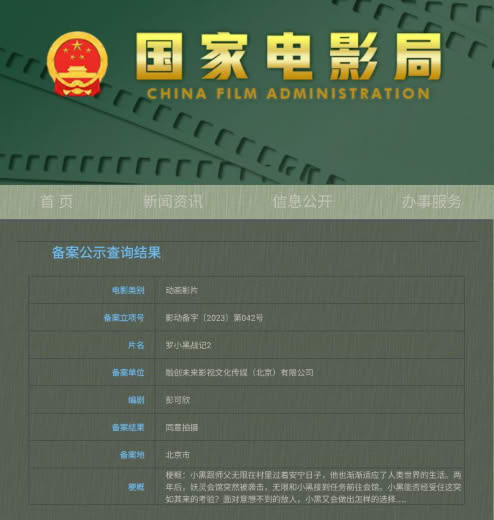 国家电影局
CHINA FILM ADMINISTRATION
首 页 新闻资讯 信息公开 办事服务
备案公示查询结果
电影类别 动画影片
备案立项号 影动备字〔2023〕第042号
片名 罗小黑战记2
备案单位 融创未来影视文化传媒（北京）有限公司
编剧 彭可欣
备案结果 同意拍摄
备案地 北京市
梗概 梗概：小黑跟师父无限在村里过着安宁日子，他也渐渐适应了人类世界的生活。两
年后，妖灵会馆突然被袭击，无限和小黑接到任务前往会馆。小黑能否经受住这突
如其来的考验？面对意想不到的敌人，小黑又会做出怎样的选择……